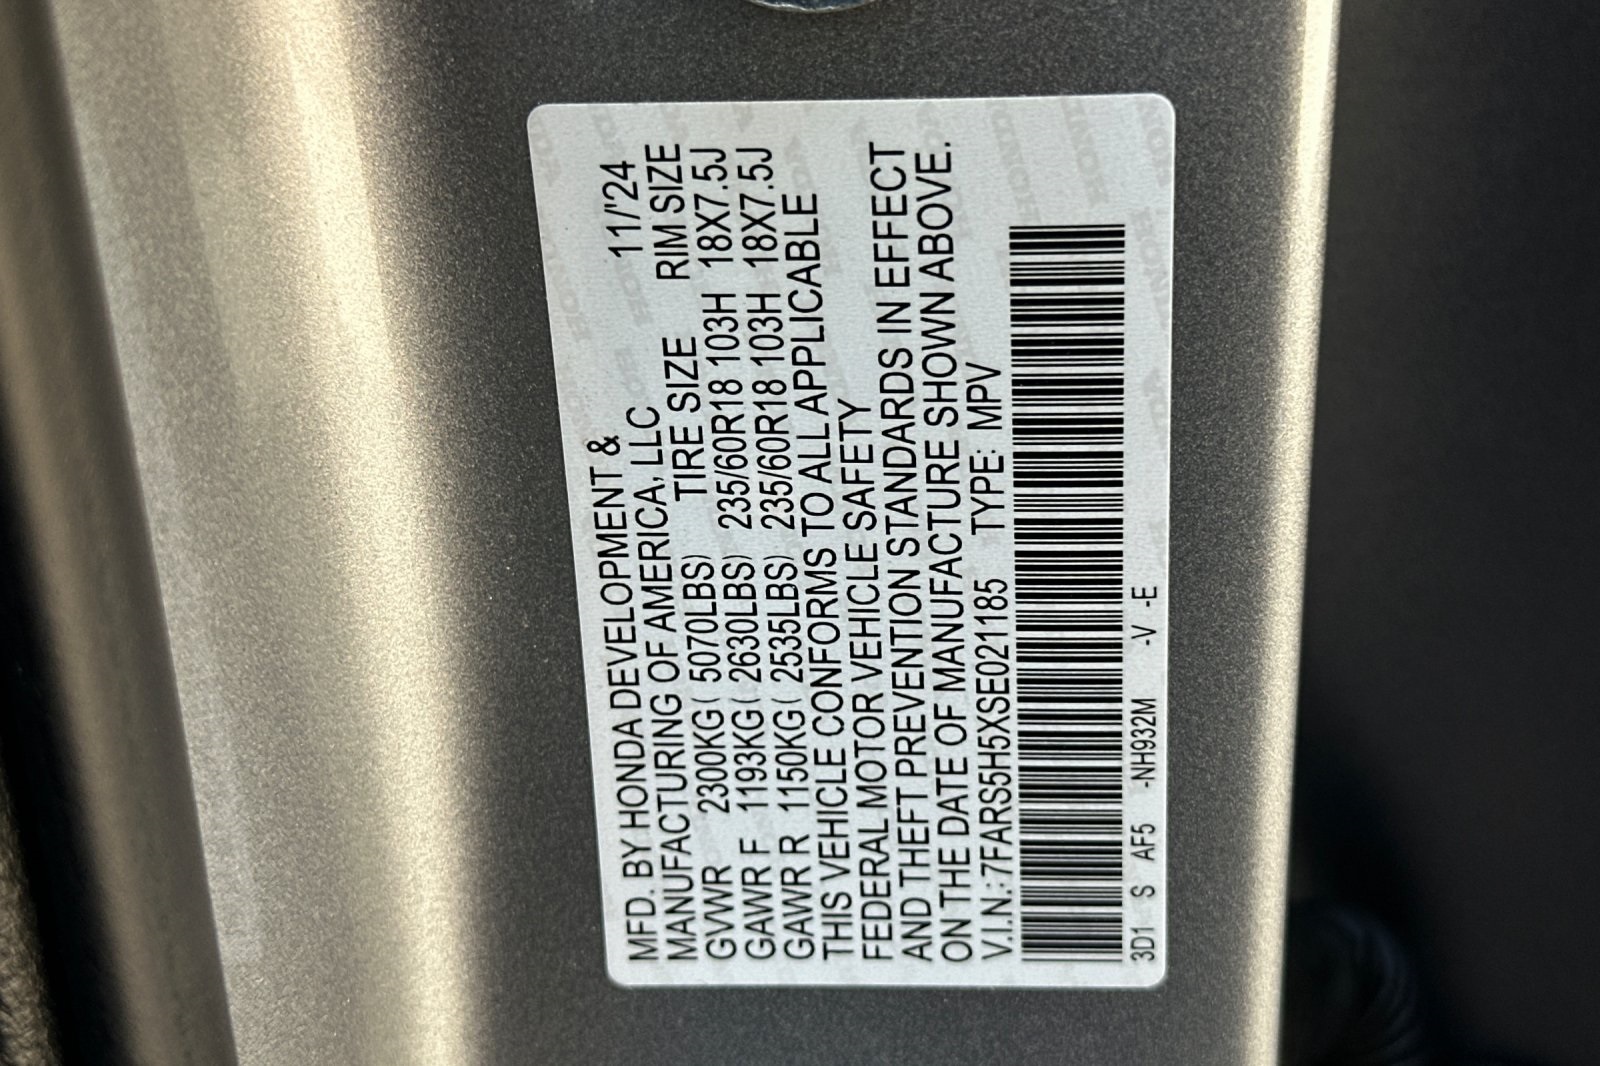 MFD. BY HONDA DEVELOPMENT & 11/'24
MANUFACTURING OF AMERICA, LLC
TIRE SIZE RIM SIZE
GVWR 2300KG( 5070LBS)
GAWR F 1193KG( 2630LBS) 235/60R18 103H 18X7.5J
GAWR R 1150KG( 2535LBS) 235/60R18 103H 18X7.5J
THIS VEHICLE CONFORMS TO ALL APPLICABLE
FEDERAL MOTOR VEHICLE SAFETY
AND THEFT PREVENTION STANDARDS IN EFFECT
ON THE DATE OF MANUFACTURE SHOWN ABOVE.
V.I.N.: 7FARS5H5XSE021185 TYPE: MPV
3D1 S AF5 -NH932M -V -E